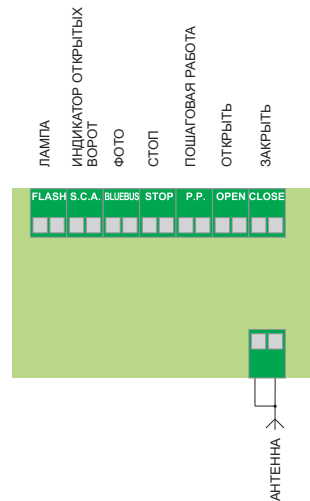 ЛАМПА
ИНДИКАТОР ОТКРЫТЫХ
ВОРОТ
ФОТО
СТОП
ПОШАГОВАЯ РАБОТА
ОТКРЫТЬ
ЗАКРЫТЬ
FLASH S.C.A. BLUEBUS STOP P.P. OPEN CLOSE
АНТЕННА